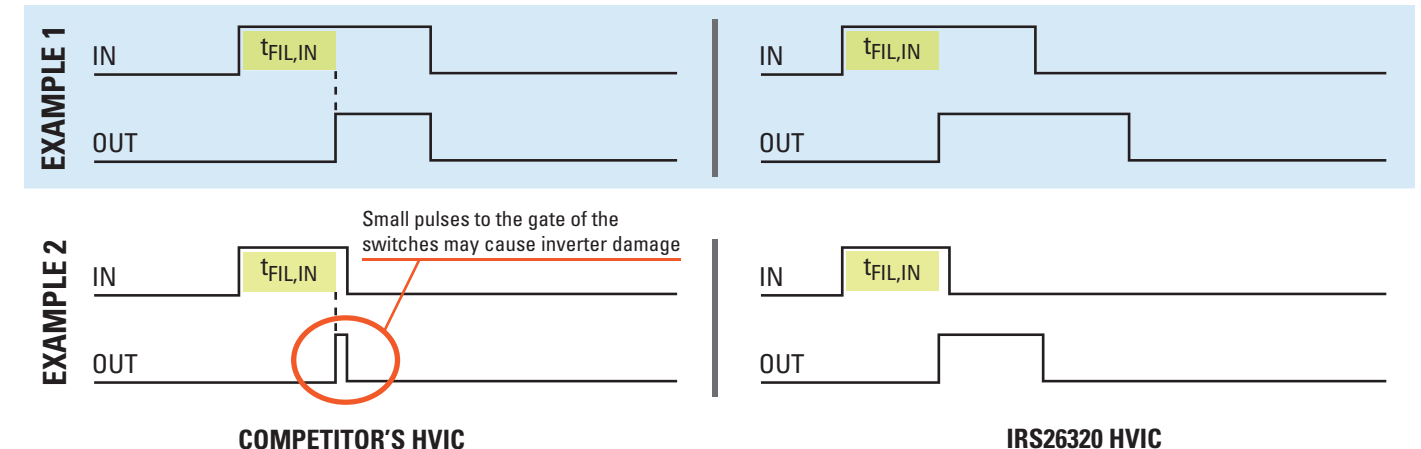 EXAMPLE 1
IN
tFIL,IN
OUT
IN
tFIL,IN
OUT
EXAMPLE 2
Small pulses to the gate of the
switches may cause inverter damage
IN
tFIL,IN
OUT
IN
tFIL,IN
OUT
COMPETITOR'S HVIC
IRS26320 HVIC